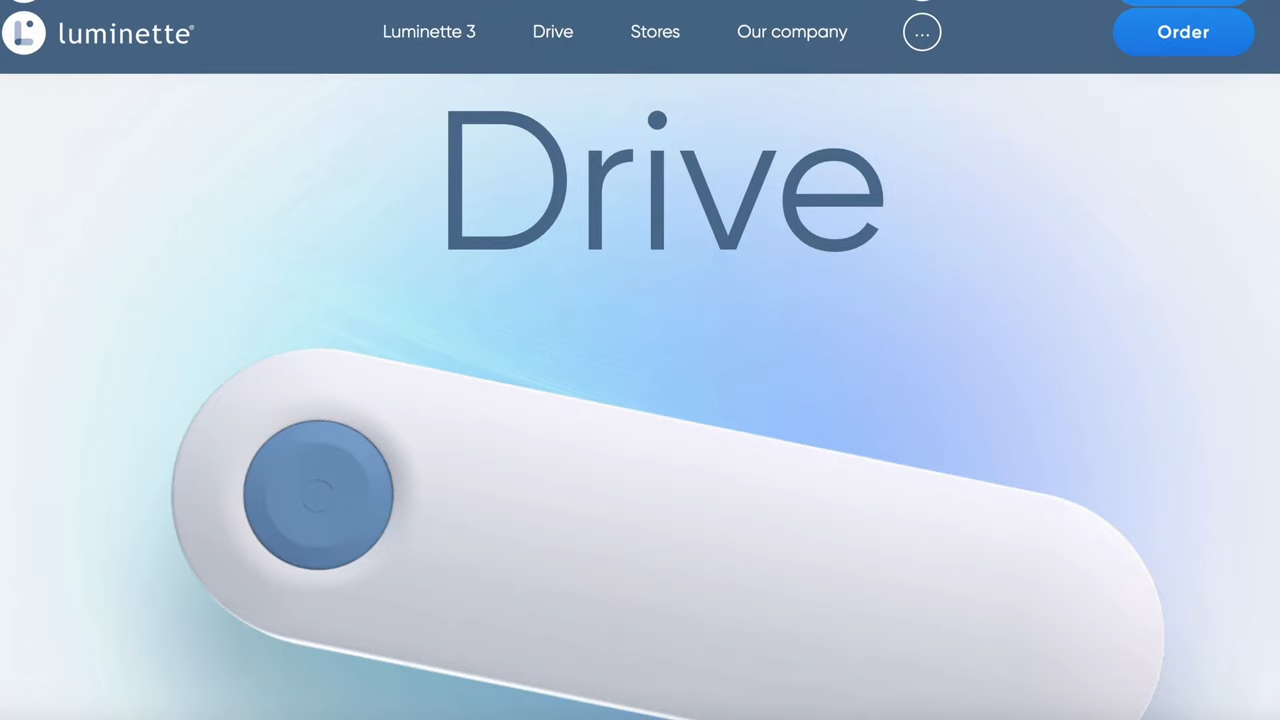 luminette®
Luminette 3
Drive
Stores
Our company
...
Order
Drive